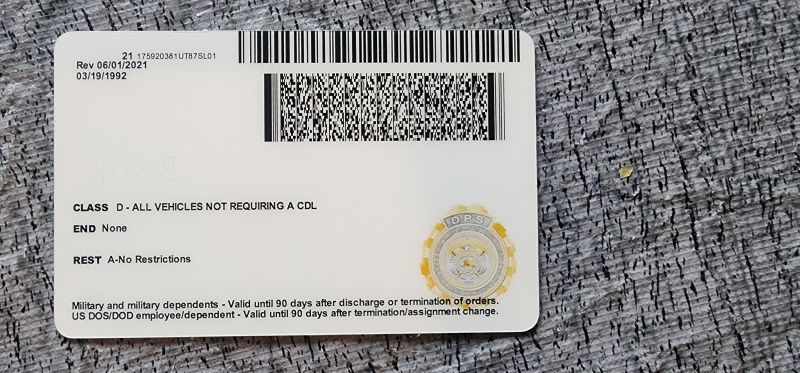 21 175920381UT87SL01
Rev 06/01/2021
03/19/1992
CLASS D - ALL VEHICLES NOT REQUIRING A CDL
END None
REST A-No Restrictions
DPS
Military and military dependents - Valid until 90 days after discharge or termination of orders.
US DOS/DOD employee/dependent - Valid until 90 days after termination/assignment change.